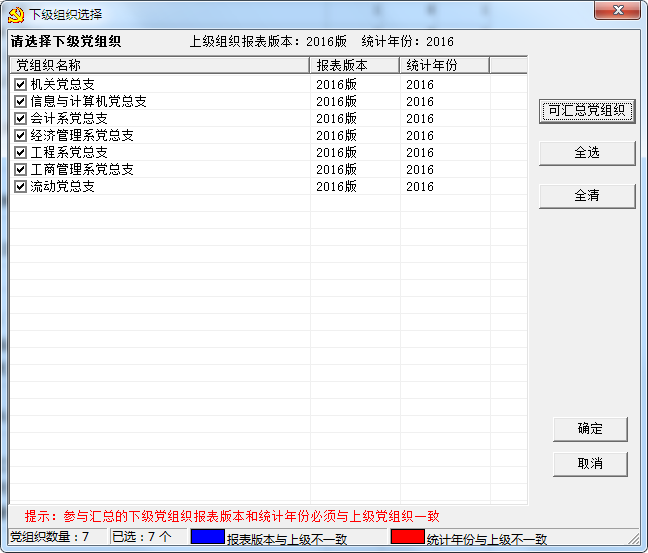 下级组织选择
请选择下级党组织 上级组织报表版本：2016版 统计年份：2016
党组织名称 报表版本 统计年份
机关党总支 2016版 2016
信息与计算机党总支 2016版 2016
会计系党总支 2016版 2016
经济管理系党总支 2016版 2016
工程系党总支 2016版 2016
工商管理系党总支 2016版 2016
流动党总支 2016版 2016
可汇总党组织
全选
全清
确定
取消
提示：参与汇总的下级党组织报表版本和统计年份必须与上级党组织一致
党组织数量：7 已选：7 个 报表版本与上级不一致 统计年份与上级不一致